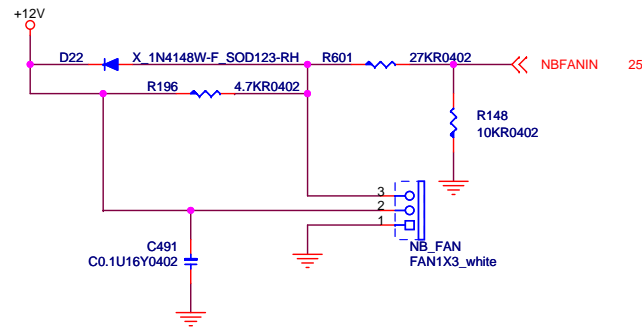 +12V
D22 X_1N4148W-F_SOD123-RH R601 27KR0402 NBFANIN 25
R196 4.7KR0402
R148
10KR0402
3
2
1
C491 NB_FAN
C0.1U16Y0402 FAN1X3_white